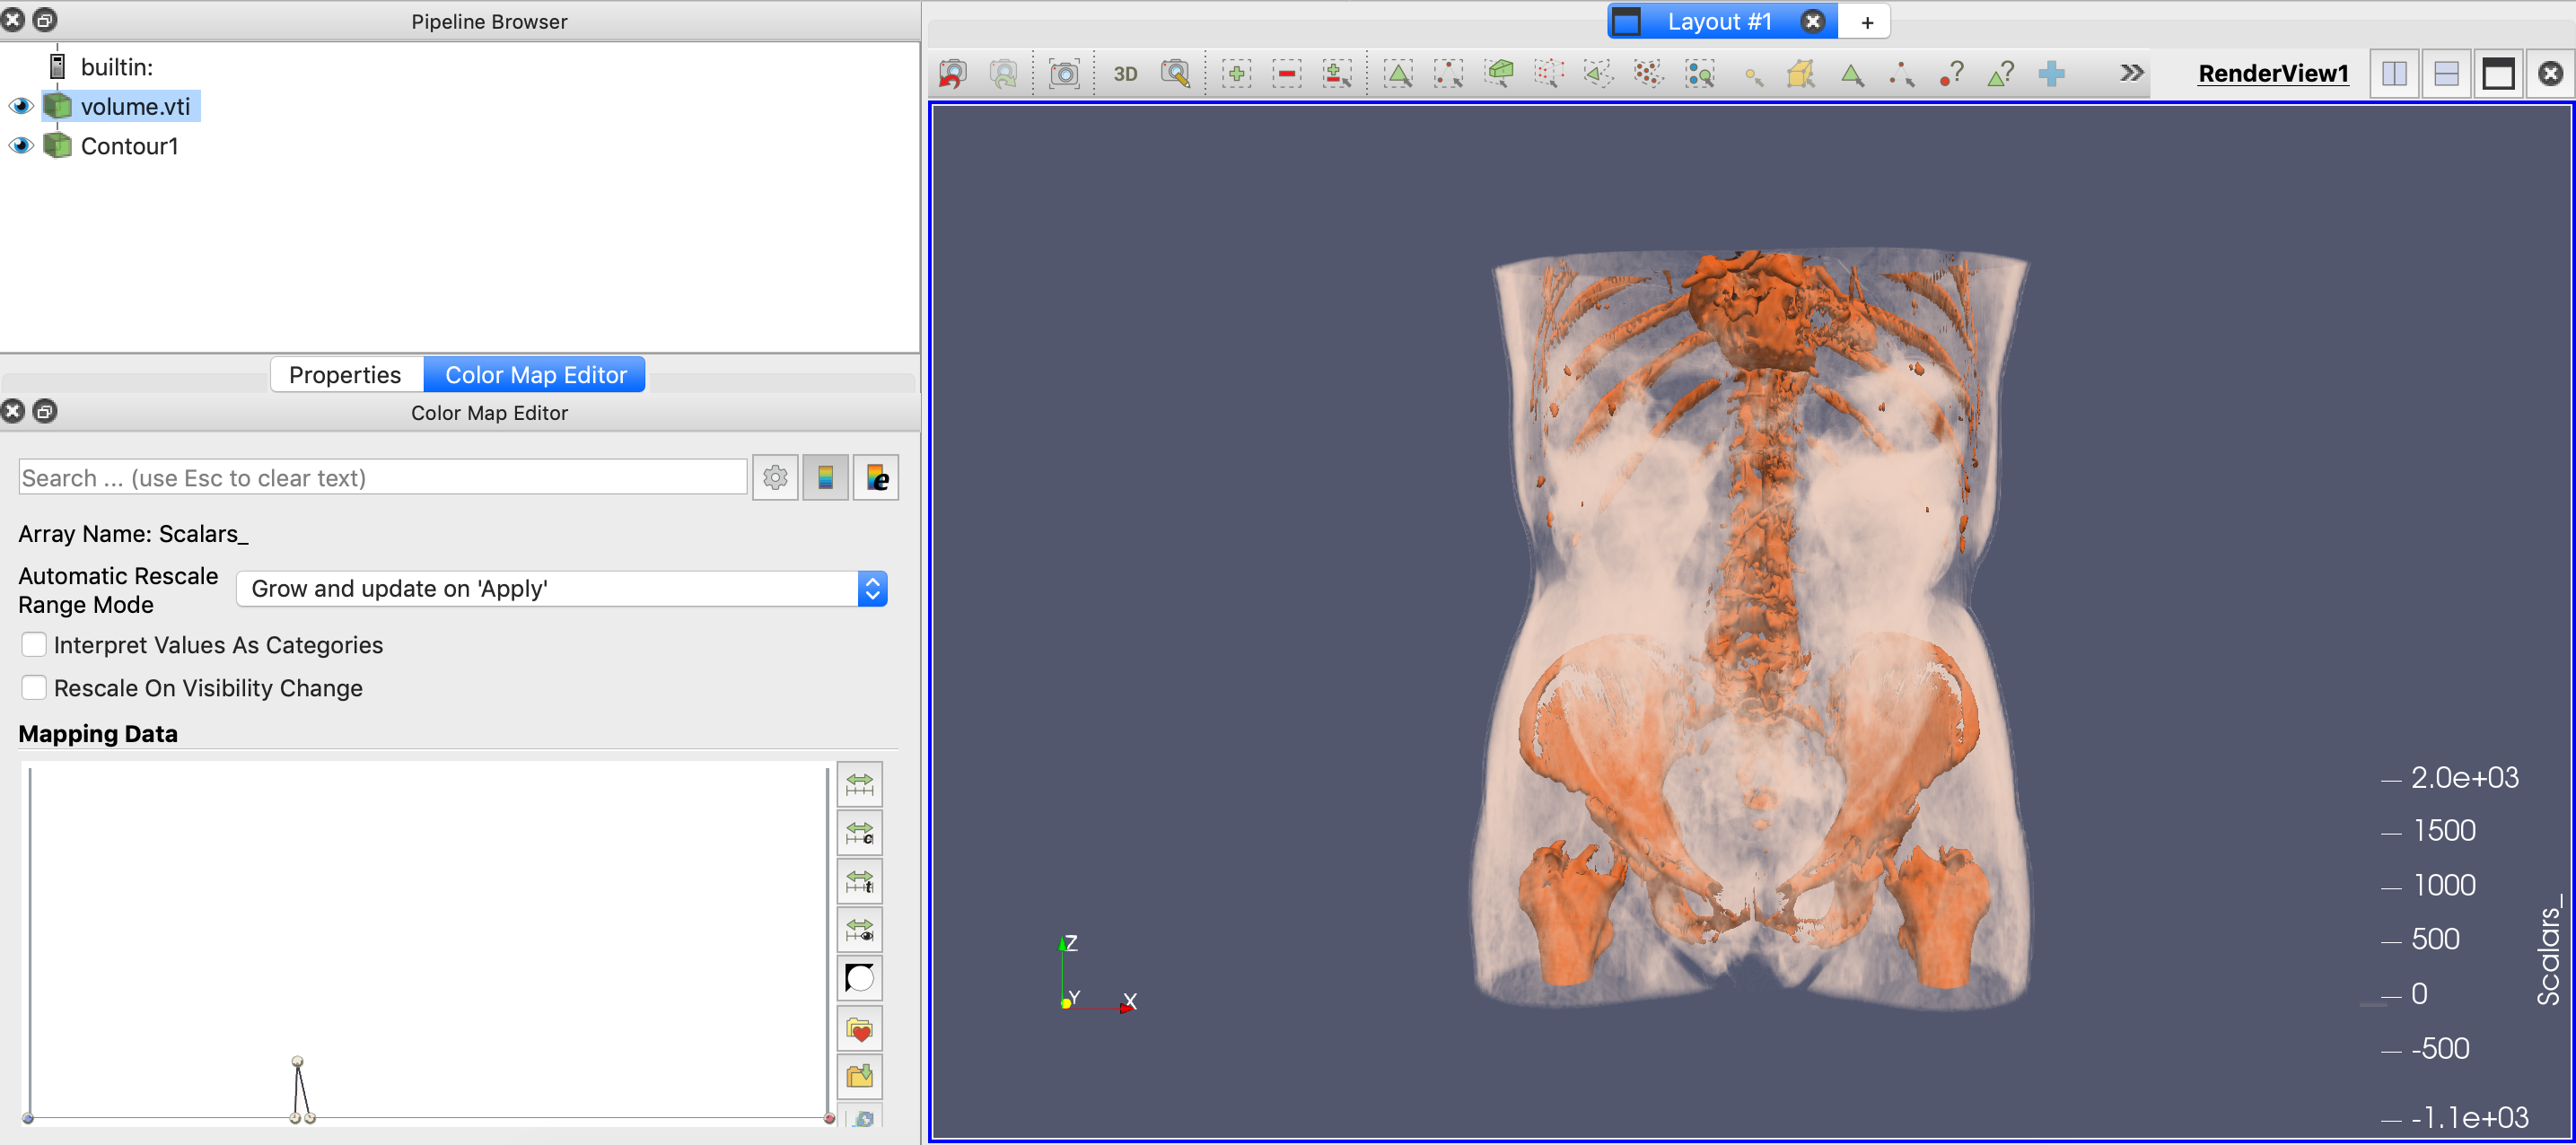 Pipeline Browser
builtin:
volume.vti
Contour1
Properties
Color Map Editor
Color Map Editor
Search ... (use Esc to clear text)
e
Array Name: Scalars_
Automatic Rescale
Range Mode
Grow and update on 'Apply'
Interpret Values As Categories
Rescale On Visibility Change
Mapping Data
c
t
Layout #1
+
3D
RenderView1
2.0e+03
1500
1000
500
0
-500
-1.1e+03
Scalars_
Z
Y
X